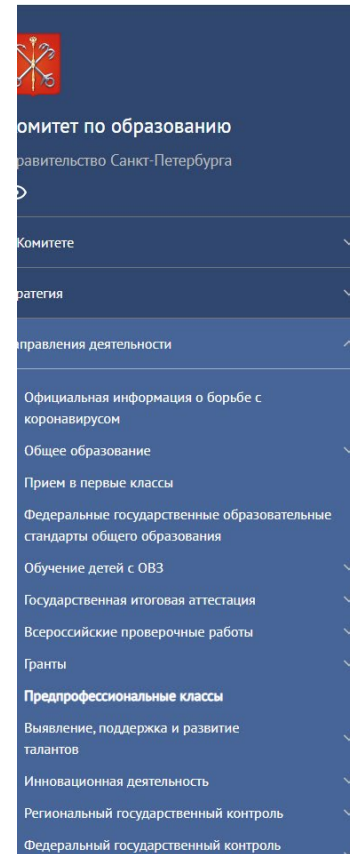 омитет по образованию
равительство Санкт-Петербурга
Комитете
ратегия
аправления деятельности
Официальная информация о борьбе с
коронавирусом
Общее образование
Прием в первые классы
Федеральные государственные образовательные
стандарты общего образования
Обучение детей с ОВЗ
Государственная итоговая аттестация
Всероссийские проверочные работы
Гранты
Предпрофессиональные классы
Выявление, поддержка и развитие
талантов
Инновационная деятельность
Региональный государственный контроль
Федеральный государственный контроль